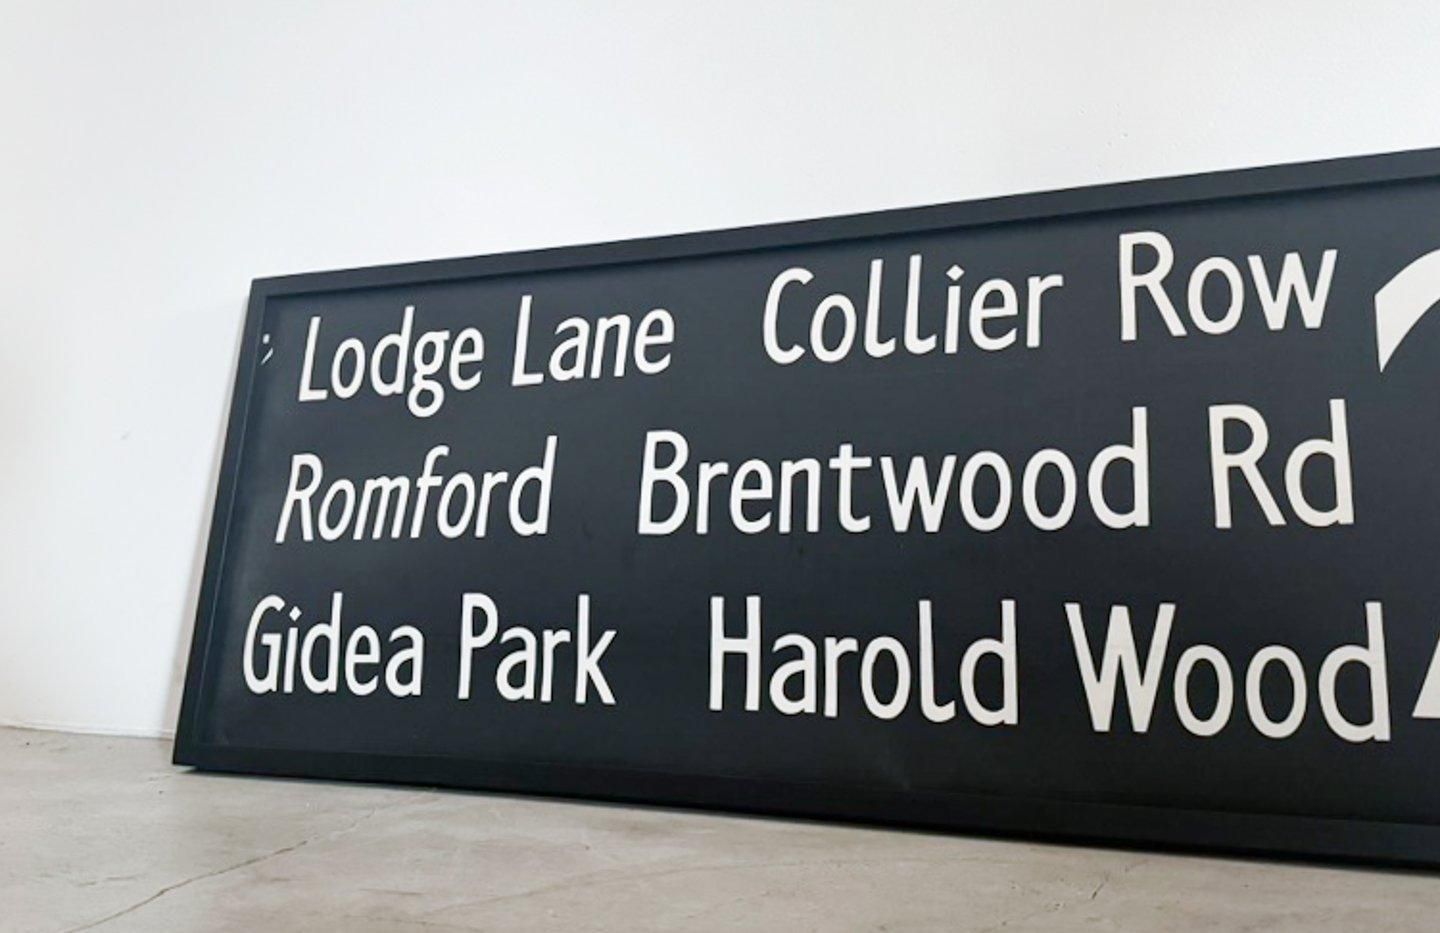 Lodge Lane Collier Row
Romford Brentwood Rd
Gidea Park Harold Wood